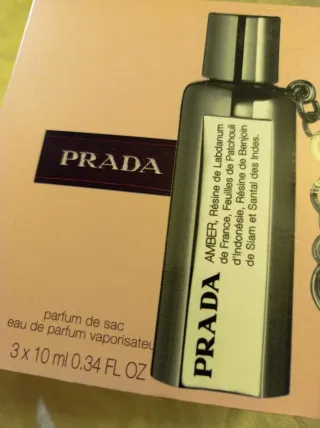 PRADA
parfum de sac
eau de parfum vaporisateu
3 x 10 ml 0.34 FL OZ
PRADA
AMBER, Résine de Labdanum
de France, Feuilles de Patchouli
d'Indonésie, Résine de Benjoin
de Siam et Santal des Indes.